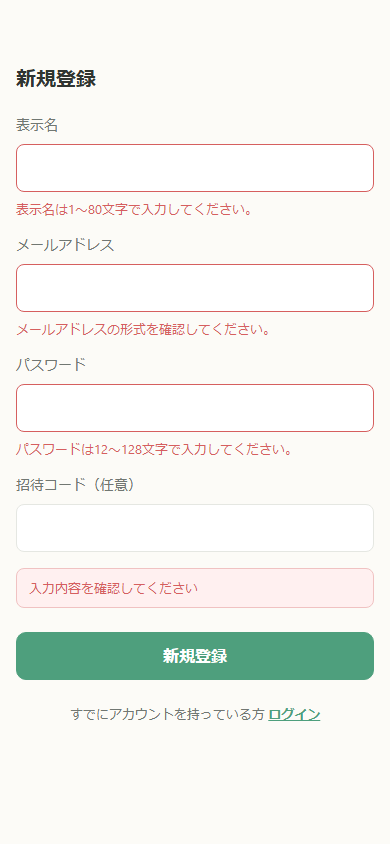 新規登録
表示名
表示名は1〜80文字で入力してください。
メールアドレス
メールアドレスの形式を確認してください。
パスワード
パスワードは12〜128文字で入力してください。
招待コード（任意）
入力内容を確認してください
新規登録
すでにアカウントを持っている方 ログイン